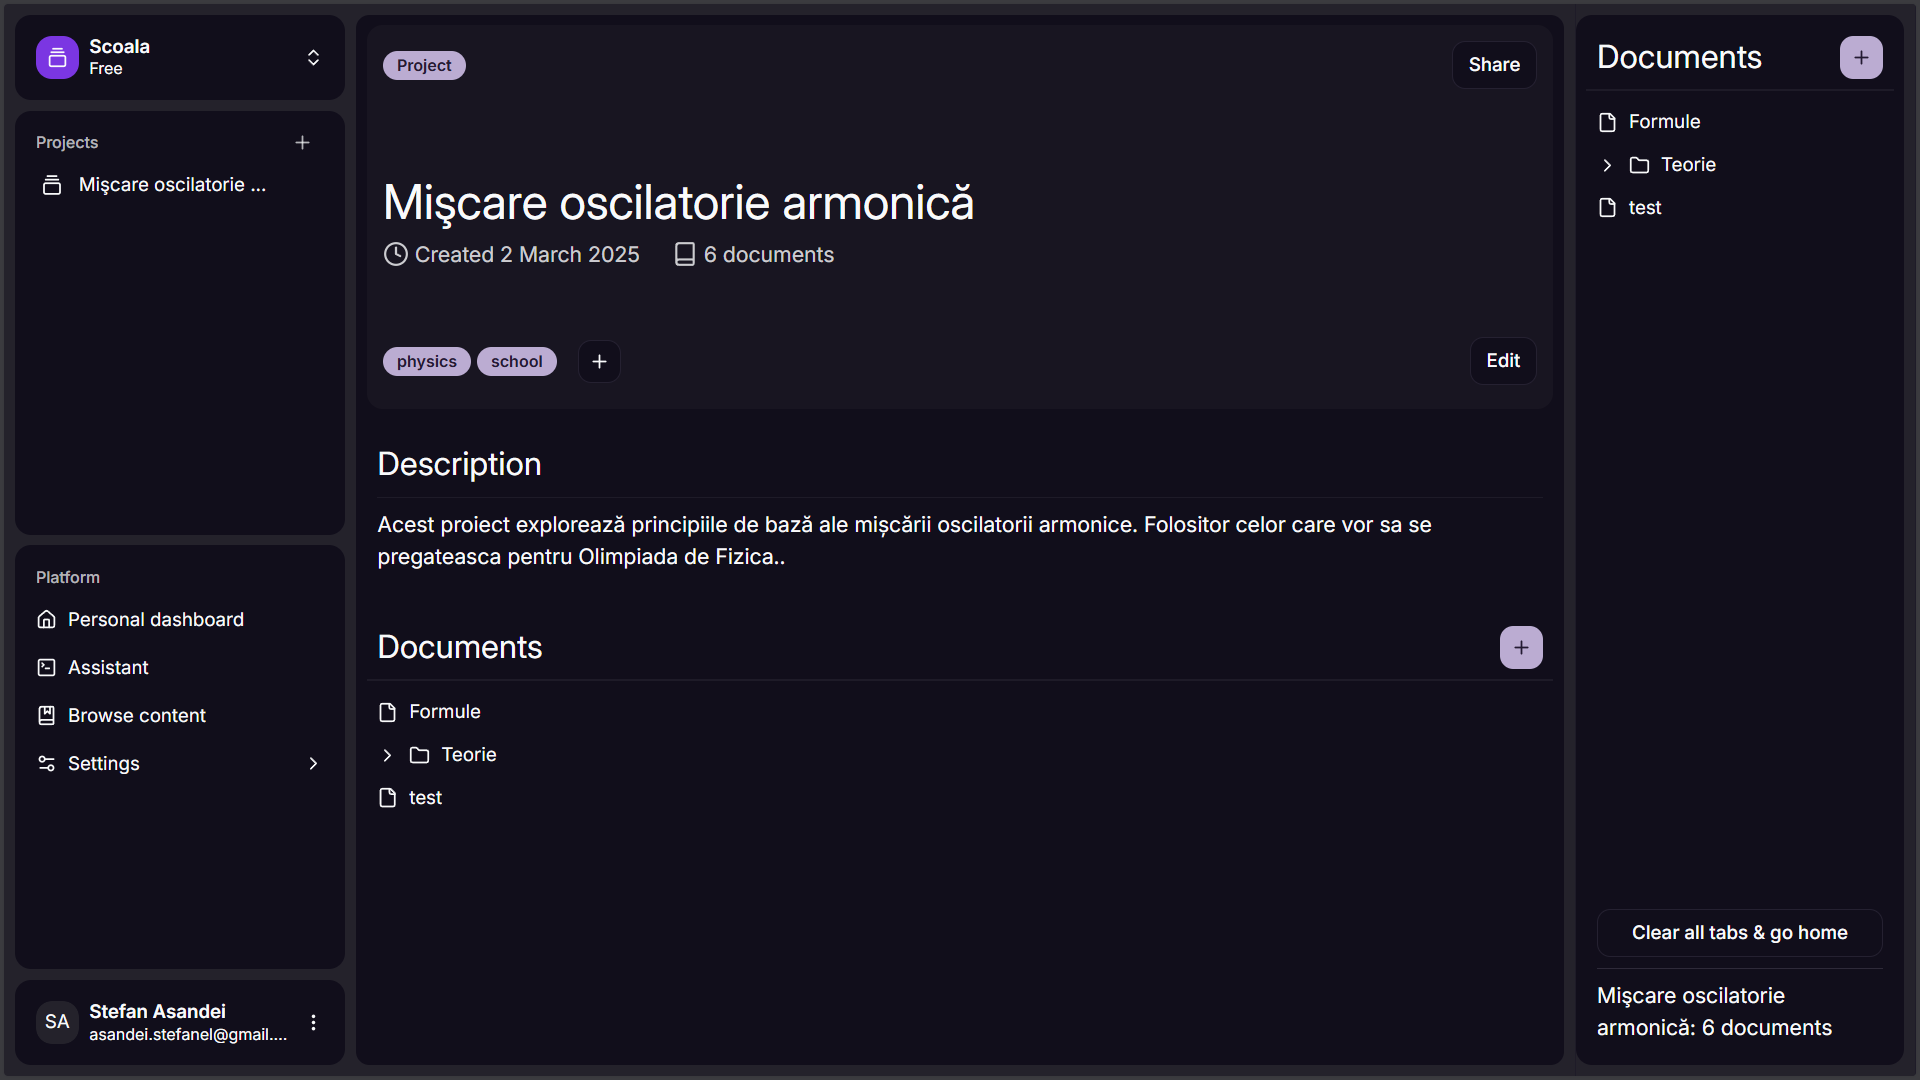 Scoala
Free
Projects
Mişcare oscilatorie ...
Platform
Personal dashboard
Assistant
Browse content
Settings
SA
Stefan Asandei
asandei.stefanel@gmail....
Project
Share
Mişcare oscilatorie armonică
Created 2 March 2025
6 documents
physics
school
Edit
Description
Acest proiect explorează principiile de bază ale mișcării oscilatorii armonice. Folositor celor care vor sa se
pregateasca pentru Olimpiada de Fizica..
Documents
Formule
Teorie
test
Documents
Formule
Teorie
test
Clear all tabs & go home
Mişcare oscilatorie
armonică: 6 documents